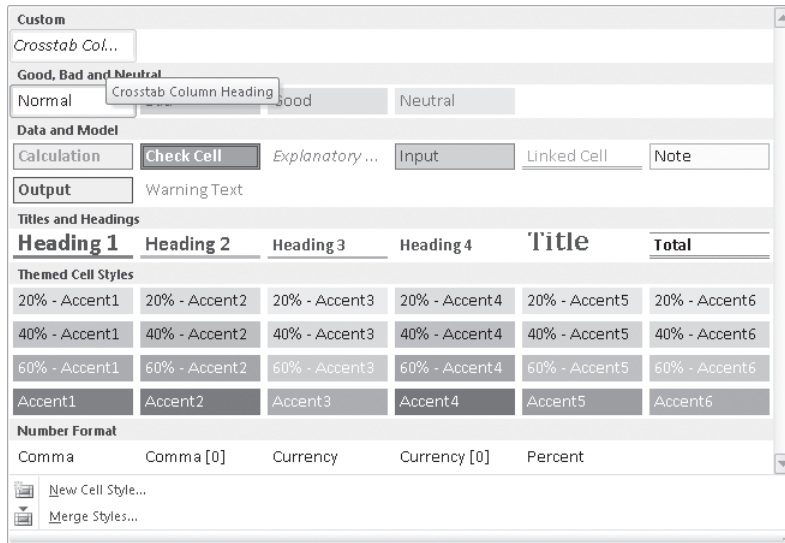 Custom
Crosstab Col...
Good, Bad and Neutral
Crosstab Column Heading
Normal Good Neutral
Data and Model
Calculation Check Cell Explanatory ... Input Linked Cell Note
Output Warning Text
Titles and Headings
Heading 1 Heading 2 Heading 3 Heading 4 Title Total
Themed Cell Styles
20% - Accent1 20% - Accent2 20% - Accent3 20% - Accent4 20% - Accent5 20% - Accent6
40% - Accent1 40% - Accent2 40% - Accent3 40% - Accent4 40% - Accent5 40% - Accent6
60% - Accent1 60% - Accent2 60% - Accent3 60% - Accent4 60% - Accent5 60% - Accent6
Accent1 Accent2 Accent3 Accent4 Accent5 Accent6
Number Format
Comma Comma [0] Currency Currency [0] Percent
New Cell Style...
Merge Styles...